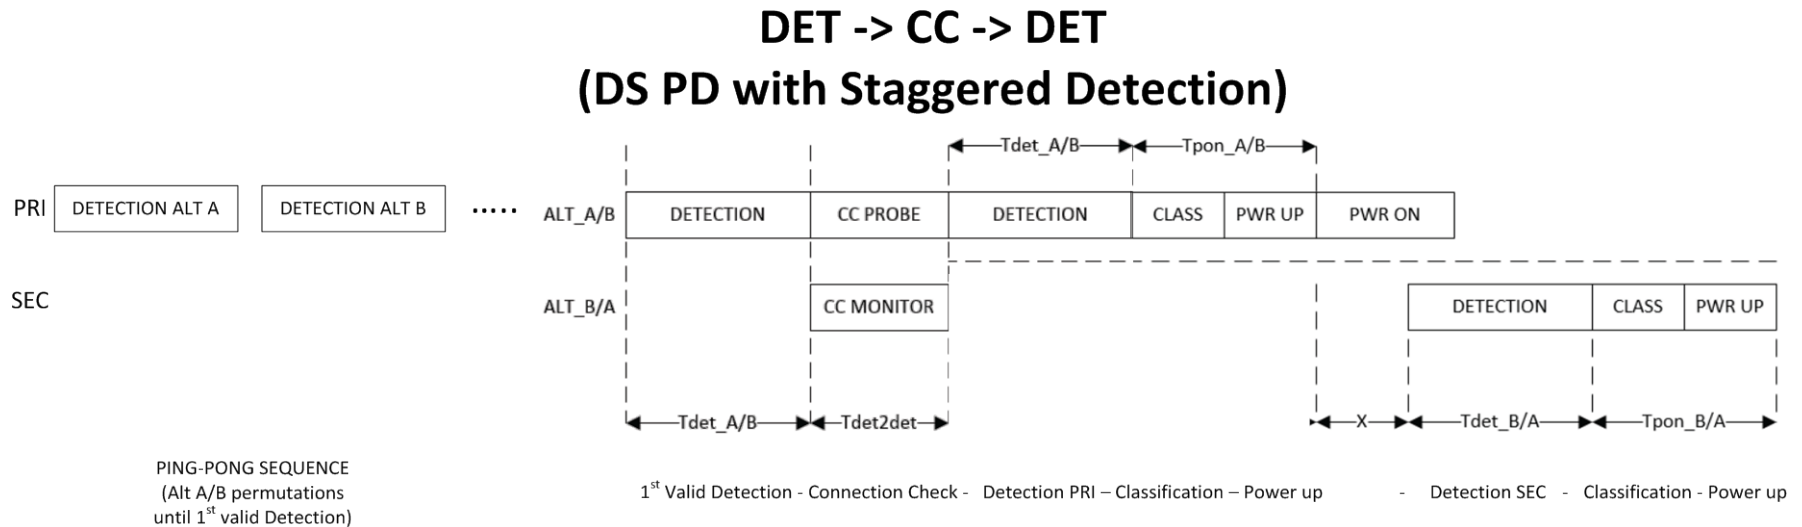 DET -> CC -> DET
(DS PD with Staggered Detection)
Tdet_A/B Tpon_A/B
PRI DETECTION ALT A DETECTION ALT B ..... ALT_A/B DETECTION CC PROBE DETECTION CLASS PWR UP PWR ON
SEC ALT_B/A CC MONITOR DETECTION CLASS PWR UP
Tdet_A/B Tdet2det X Tdet_B/A Tpon_B/A
PING-PONG SEQUENCE
(Alt A/B permutations
until 1st valid Detection)
1st Valid Detection - Connection Check - Detection PRI – Classification – Power up - Detection SEC - Classification - Power up